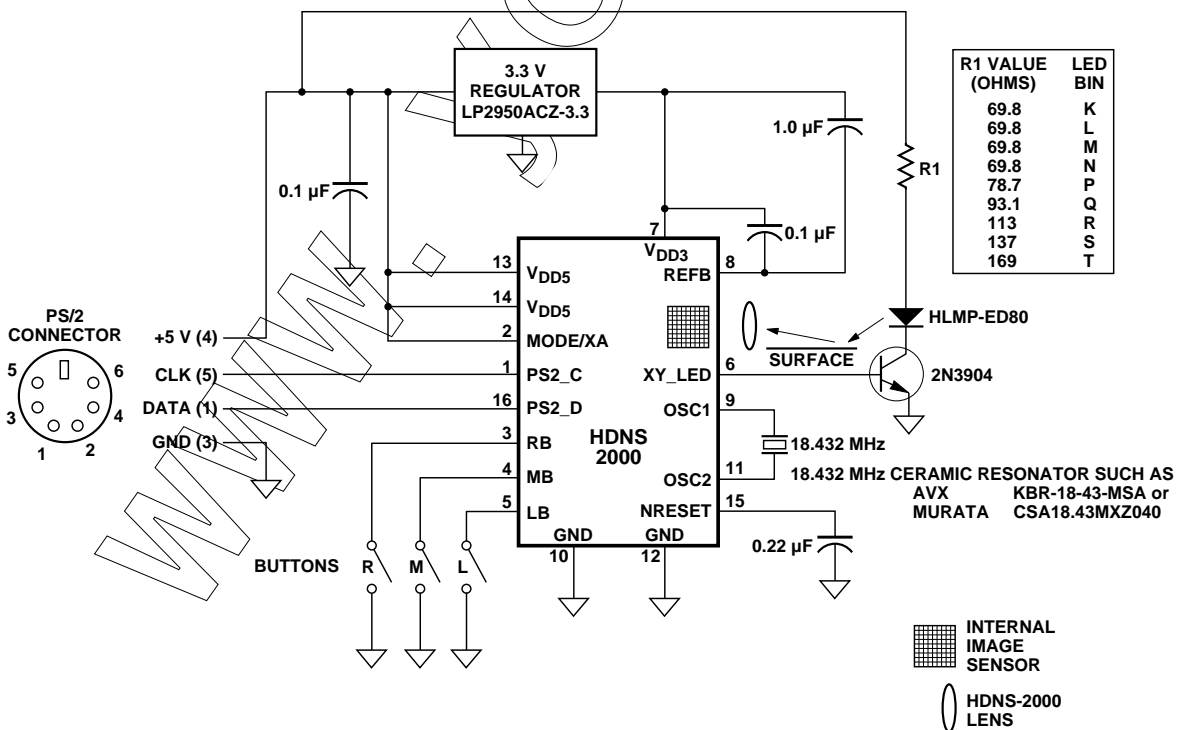 3.3 V
REGULATOR
LP2950ACZ-3.3
R1 VALUE LED
(OHMS) BIN
69.8 K
69.8 L
69.8 M
69.8 N
78.7 P
93.1 Q
113 R
137 S
169 T
1.0 µF
R1
0.1 µF
0.1 µF
7
VDD3
13 VDD5
REFB 8
14 VDD5
2 MODE/XA
HLMP-ED80
SURFACE
PS/2
CONNECTOR
5 6
3 4
1 2
+5 V (4)
CLK (5)
DATA (1)
GND (3)
1 PS2_C
XY_LED 6
2N3904
16 PS2_D
OSC1 9
3 RB
HDNS
2000
18.432 MHz
4 MB
OSC2 11
18.432 MHz CERAMIC RESONATOR SUCH AS
AVX KBR-18-43-MSA or
MURATA CSA18.43MXZ040
5 LB
NRESET 15
GND GND
10 12
0.22 µF
BUTTONS R M L
INTERNAL
IMAGE
SENSOR
HDNS-2000
LENS